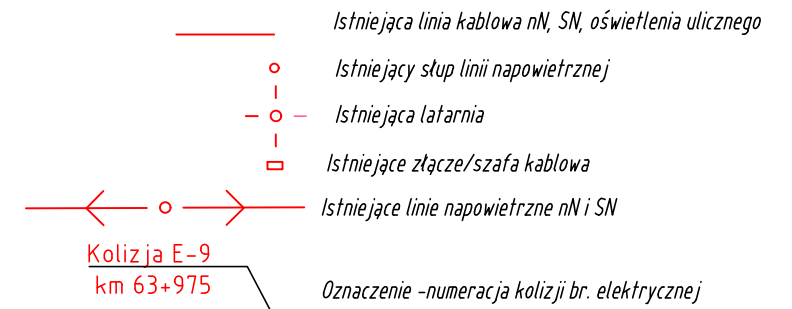 Istniejąca linia kablowa nN, SN, oświetlenia ulicznego
Istniejący słup linii napowietrznej
Istniejąca latarnia
Istniejące złącze/szafa kablowa
Istniejące linie napowietrzne nN i SN
Kolizja E-9
km 63+975
Oznaczenie -numeracja kolizji br. elektrycznej